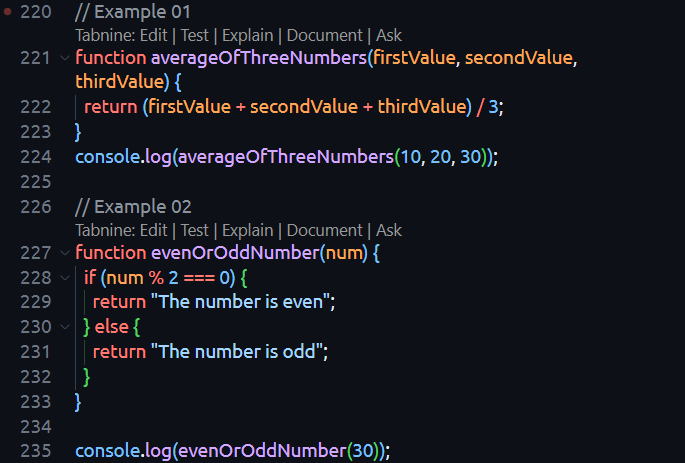 220 // Example 01
Tabnine: Edit | Test | Explain | Document | Ask
221 function averageOfThreeNumbers(firstValue, secondValue,
thirdValue) {
222 return (firstValue + secondValue + thirdValue) / 3;
223 }
224 console.log(averageOfThreeNumbers(10, 20, 30));
225
226 // Example 02
Tabnine: Edit | Test | Explain | Document | Ask
227 function evenOrOddNumber(num) {
228 if (num % 2 === 0) {
229 return "The number is even";
230 } else {
231 return "The number is odd";
232 }
233 }
234
235 console.log(evenOrOddNumber(30));